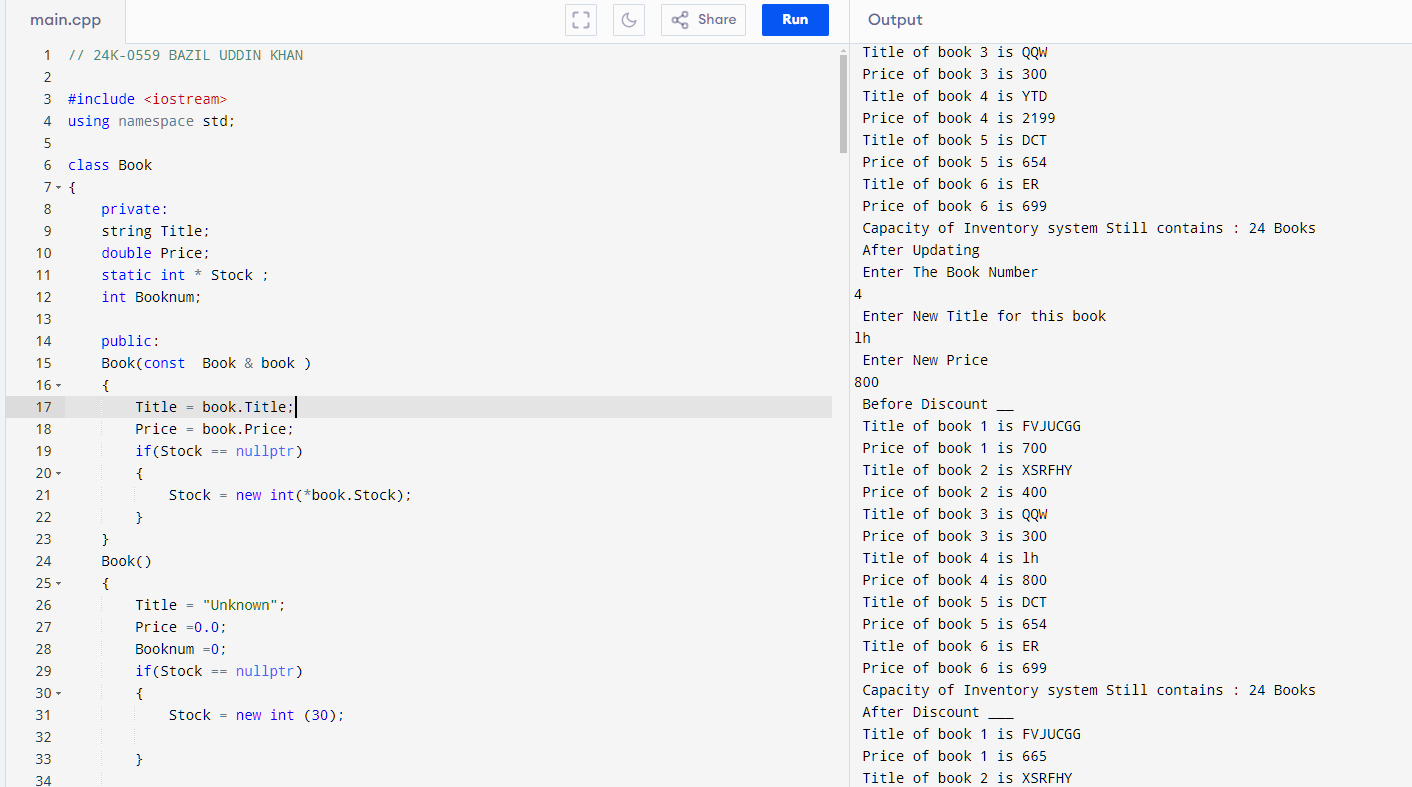 main.cpp
Share
Run
Output
1 // 24K-0559 BAZIL UDDIN KHAN
2
3 #include <iostream>
4 using namespace std;
5
6 class Book
7 {
8 private:
9 string Title;
10 double Price;
11 static int * Stock ;
12 int Booknum;
13
14 public:
15 Book(const  Book & book )
16 {
17 Title = book.Title;
18 Price = book.Price;
19 if(Stock == nullptr)
20 {
21 Stock = new int(*book.Stock);
22 }
23 }
24 Book()
25 {
26 Title = "Unknown";
27 Price =0.0;
28 Booknum =0;
29 if(Stock == nullptr)
30 {
31 Stock = new int (30);
32
33 }
34
Title of book 3 is QQW
Price of book 3 is 300
Title of book 4 is YTD
Price of book 4 is 2199
Title of book 5 is DCT
Price of book 5 is 654
Title of book 6 is ER
Price of book 6 is 699
Capacity of Inventory system Still contains : 24 Books
After Updating
Enter The Book Number
4
Enter New Title for this book
lh
Enter New Price
800
Before Discount __
Title of book 1 is FVJUCGG
Price of book 1 is 700
Title of book 2 is XSRFHY
Price of book 2 is 400
Title of book 3 is QQW
Price of book 3 is 300
Title of book 4 is lh
Price of book 4 is 800
Title of book 5 is DCT
Price of book 5 is 654
Title of book 6 is ER
Price of book 6 is 699
Capacity of Inventory system Still contains : 24 Books
After Discount ___
Title of book 1 is FVJUCGG
Price of book 1 is 665
Title of book 2 is XSRFHY